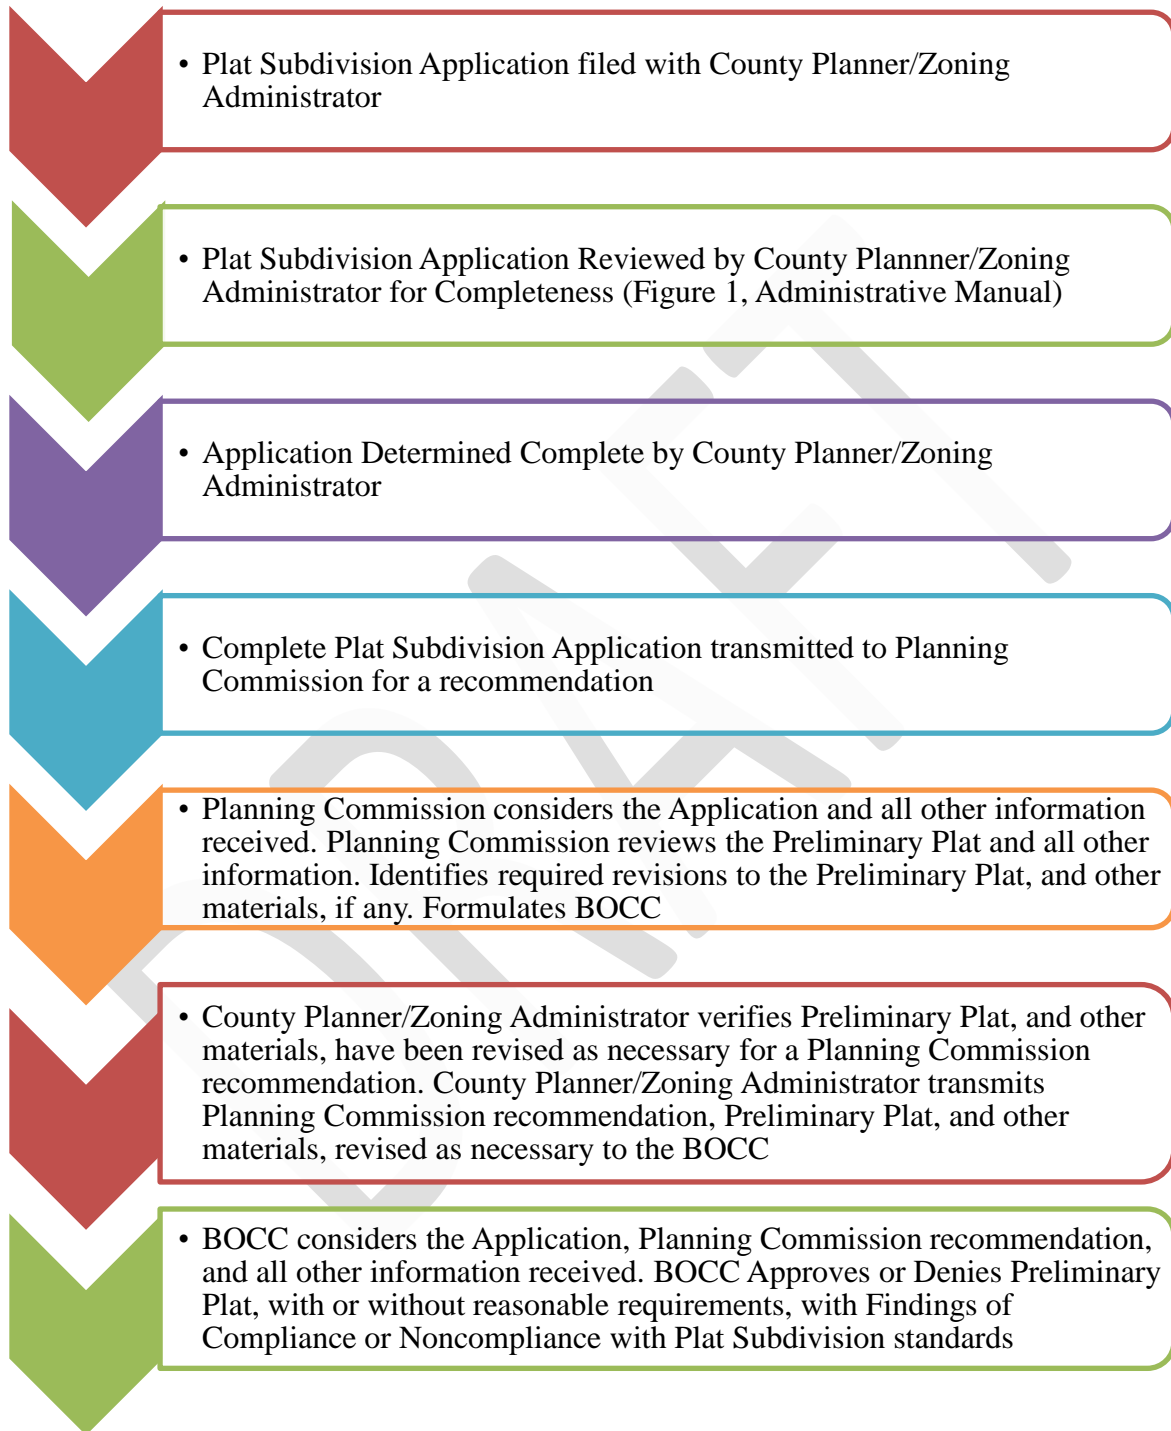 • Plat Subdivision Application filed with County Planner/Zoning
Administrator
• Plat Subdivision Application Reviewed by County Plannner/Zoning
Administrator for Completeness (Figure 1, Administrative Manual)
• Application Determined Complete by County Planner/Zoning
Administrator
• Complete Plat Subdivision Application transmitted to Planning
Commission for a recommendation
• Planning Commission considers the Application and all other information
received. Planning Commission reviews the Preliminary Plat and all other
information. Identifies required revisions to the Preliminary Plat, and other
materials, if any. Formulates BOCC
• County Planner/Zoning Administrator verifies Preliminary Plat, and other
materials, have been revised as necessary for a Planning Commission
recommendation. County Planner/Zoning Administrator transmits
Planning Commission recommendation, Preliminary Plat, and other
materials, revised as necessary to the BOCC
• BOCC considers the Application, Planning Commission recommendation,
and all other information received. BOCC Approves or Denies Preliminary
Plat, with or without reasonable requirements, with Findings of
Compliance or Noncompliance with Plat Subdivision standards
DRAFT